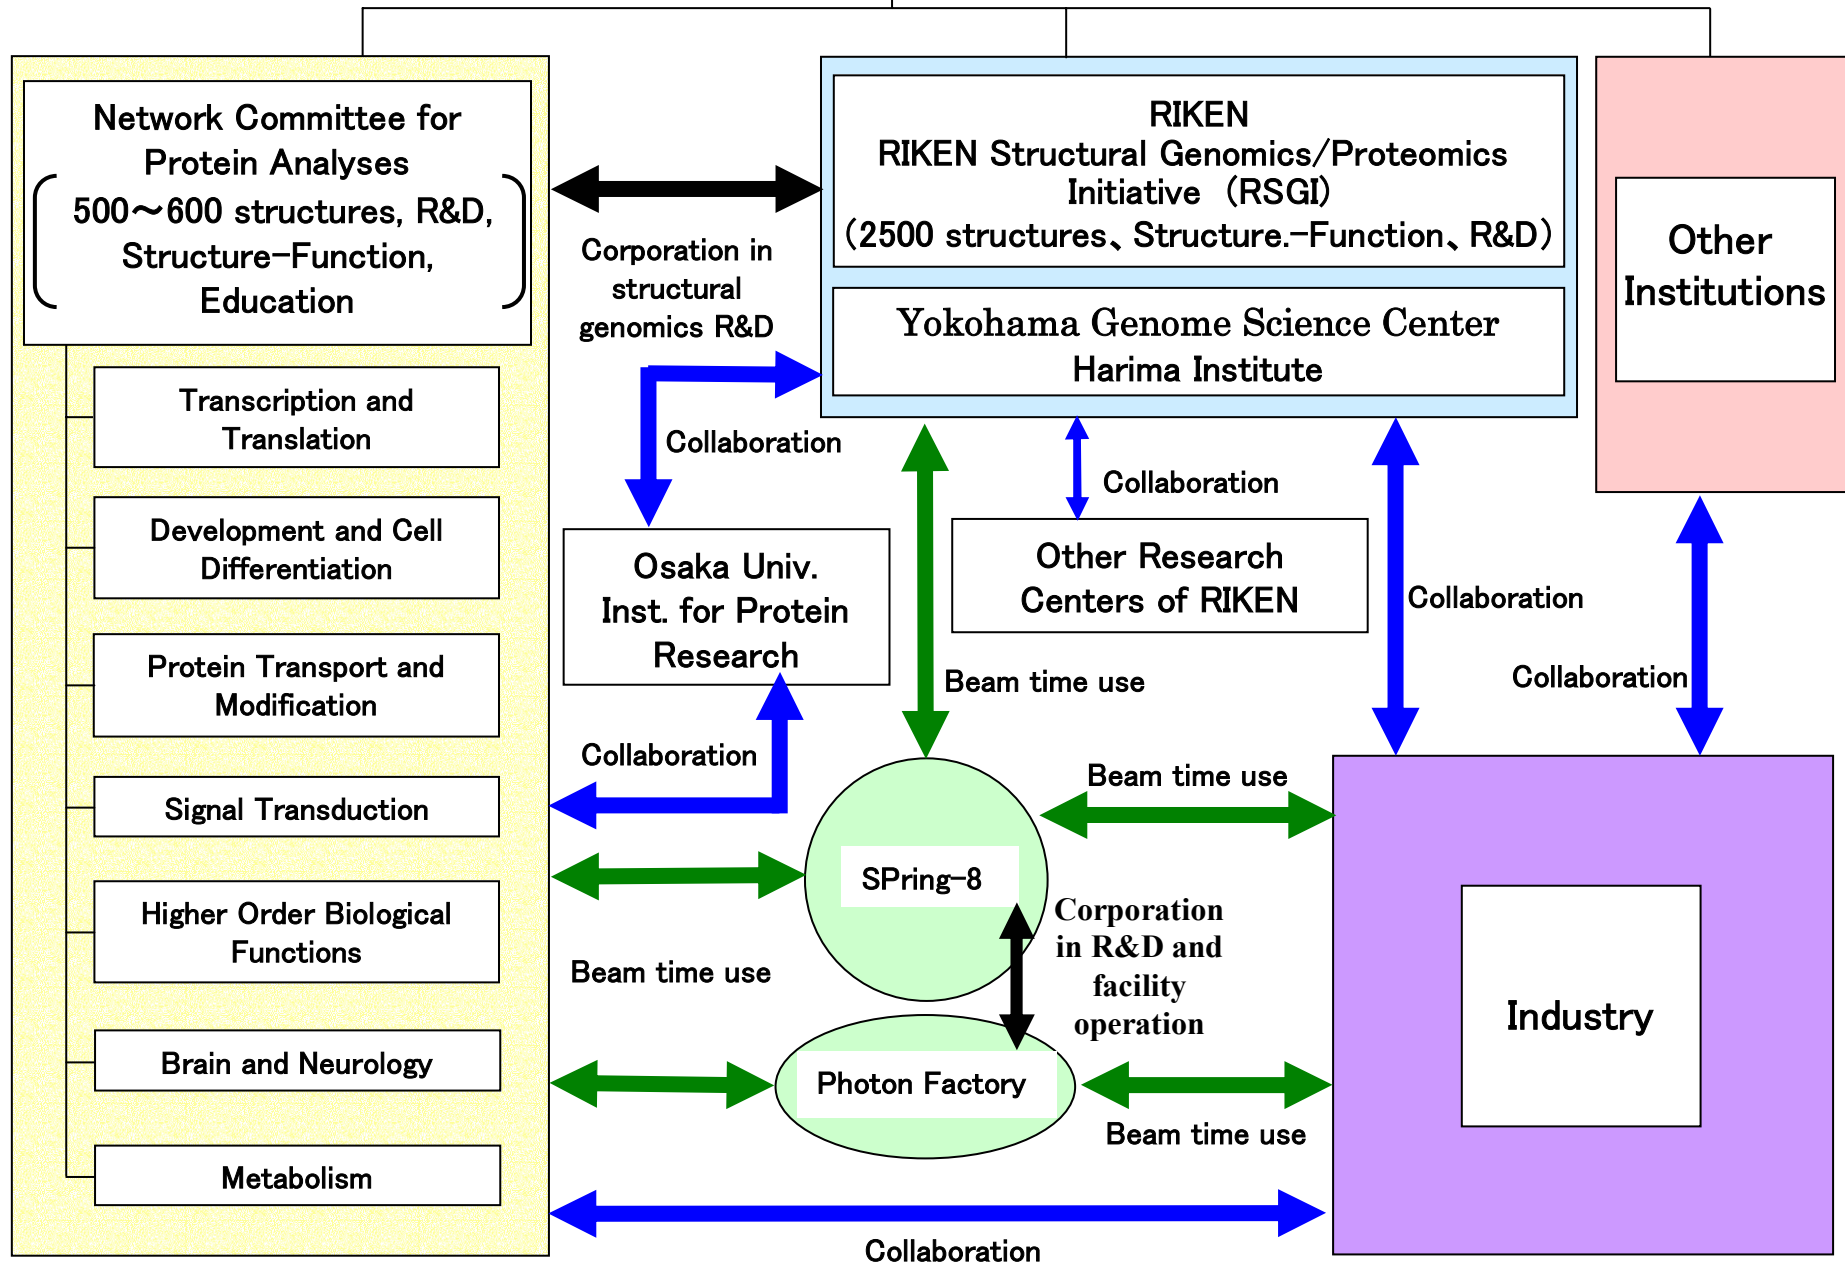 Network Committee for
Protein Analyses
500～600 structures, R&D,
Structure-Function,
Education
Transcription and
Translation
Development and Cell
Differentiation
Protein Transport and
Modification
Signal Transduction
Higher Order Biological
Functions
Brain and Neurology
Metabolism
Corporation in
structural
genomics R&D
RIKEN
RIKEN Structural Genomics/Proteomics
Initiative （RSGI）
（2500 structures、Structure.-Function、R&D）
Yokohama Genome Science Center
Harima Institute
Other
Institutions
Collaboration
Collaboration
Osaka Univ.
Inst. for Protein
Research
Other Research
Centers of RIKEN
Collaboration
Collaboration
Beam time use
Collaboration
Beam time use
SPring-8
Corporation
in R&D and
facility
operation
Beam time use
Industry
Photon Factory
Beam time use
Collaboration